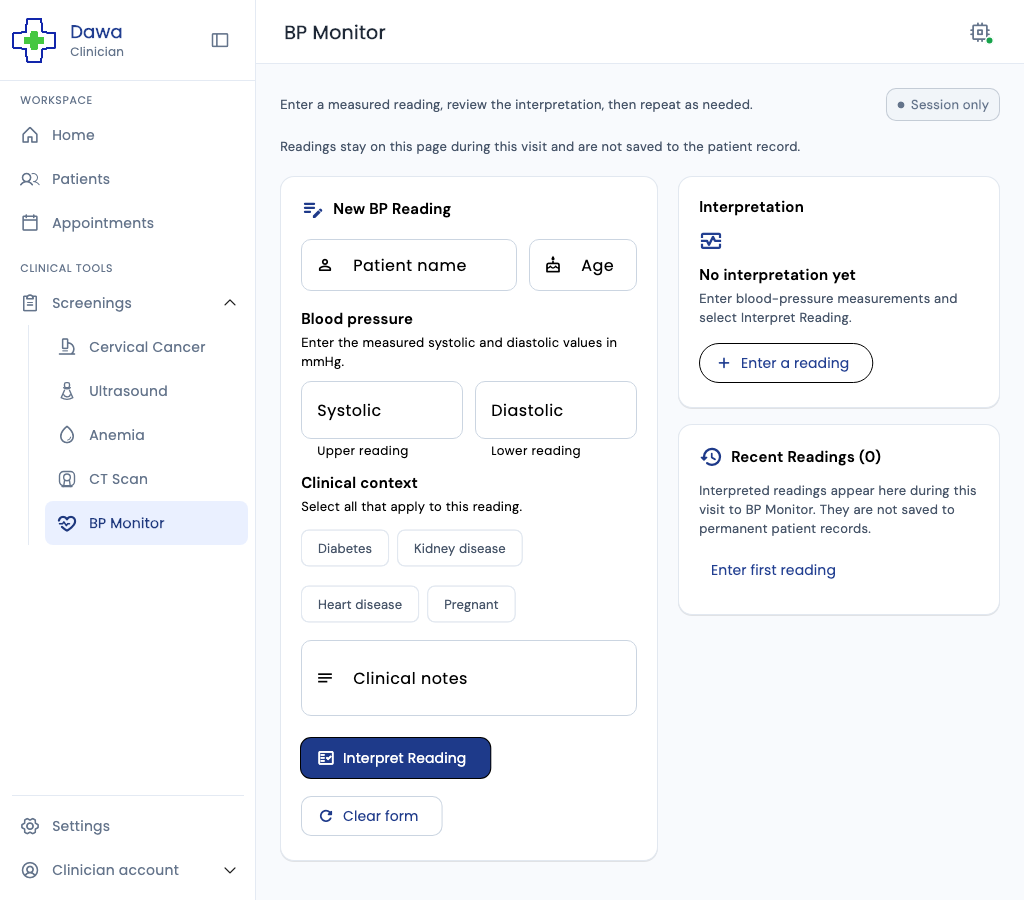 Dawa
Clinician
WORKSPACE
Home
Patients
Appointments
CLINICAL TOOLS
Screenings
Cervical Cancer
Ultrasound
Anemia
CT Scan
BP Monitor
Settings
Clinician account
BP Monitor
Enter a measured reading, review the interpretation, then repeat as needed.
Session only
Readings stay on this page during this visit and are not saved to the patient record.
New BP Reading
Patient name
Age
Blood pressure
Enter the measured systolic and diastolic values in
mmHg.
Systolic
Diastolic
Upper reading
Lower reading
Clinical context
Select all that apply to this reading.
Diabetes
Kidney disease
Heart disease
Pregnant
Clinical notes
Interpret Reading
Clear form
Interpretation
No interpretation yet
Enter blood-pressure measurements and
select Interpret Reading.
Enter a reading
Recent Readings (0)
Interpreted readings appear here during this
visit to BP Monitor. They are not saved to
permanent patient records.
Enter first reading